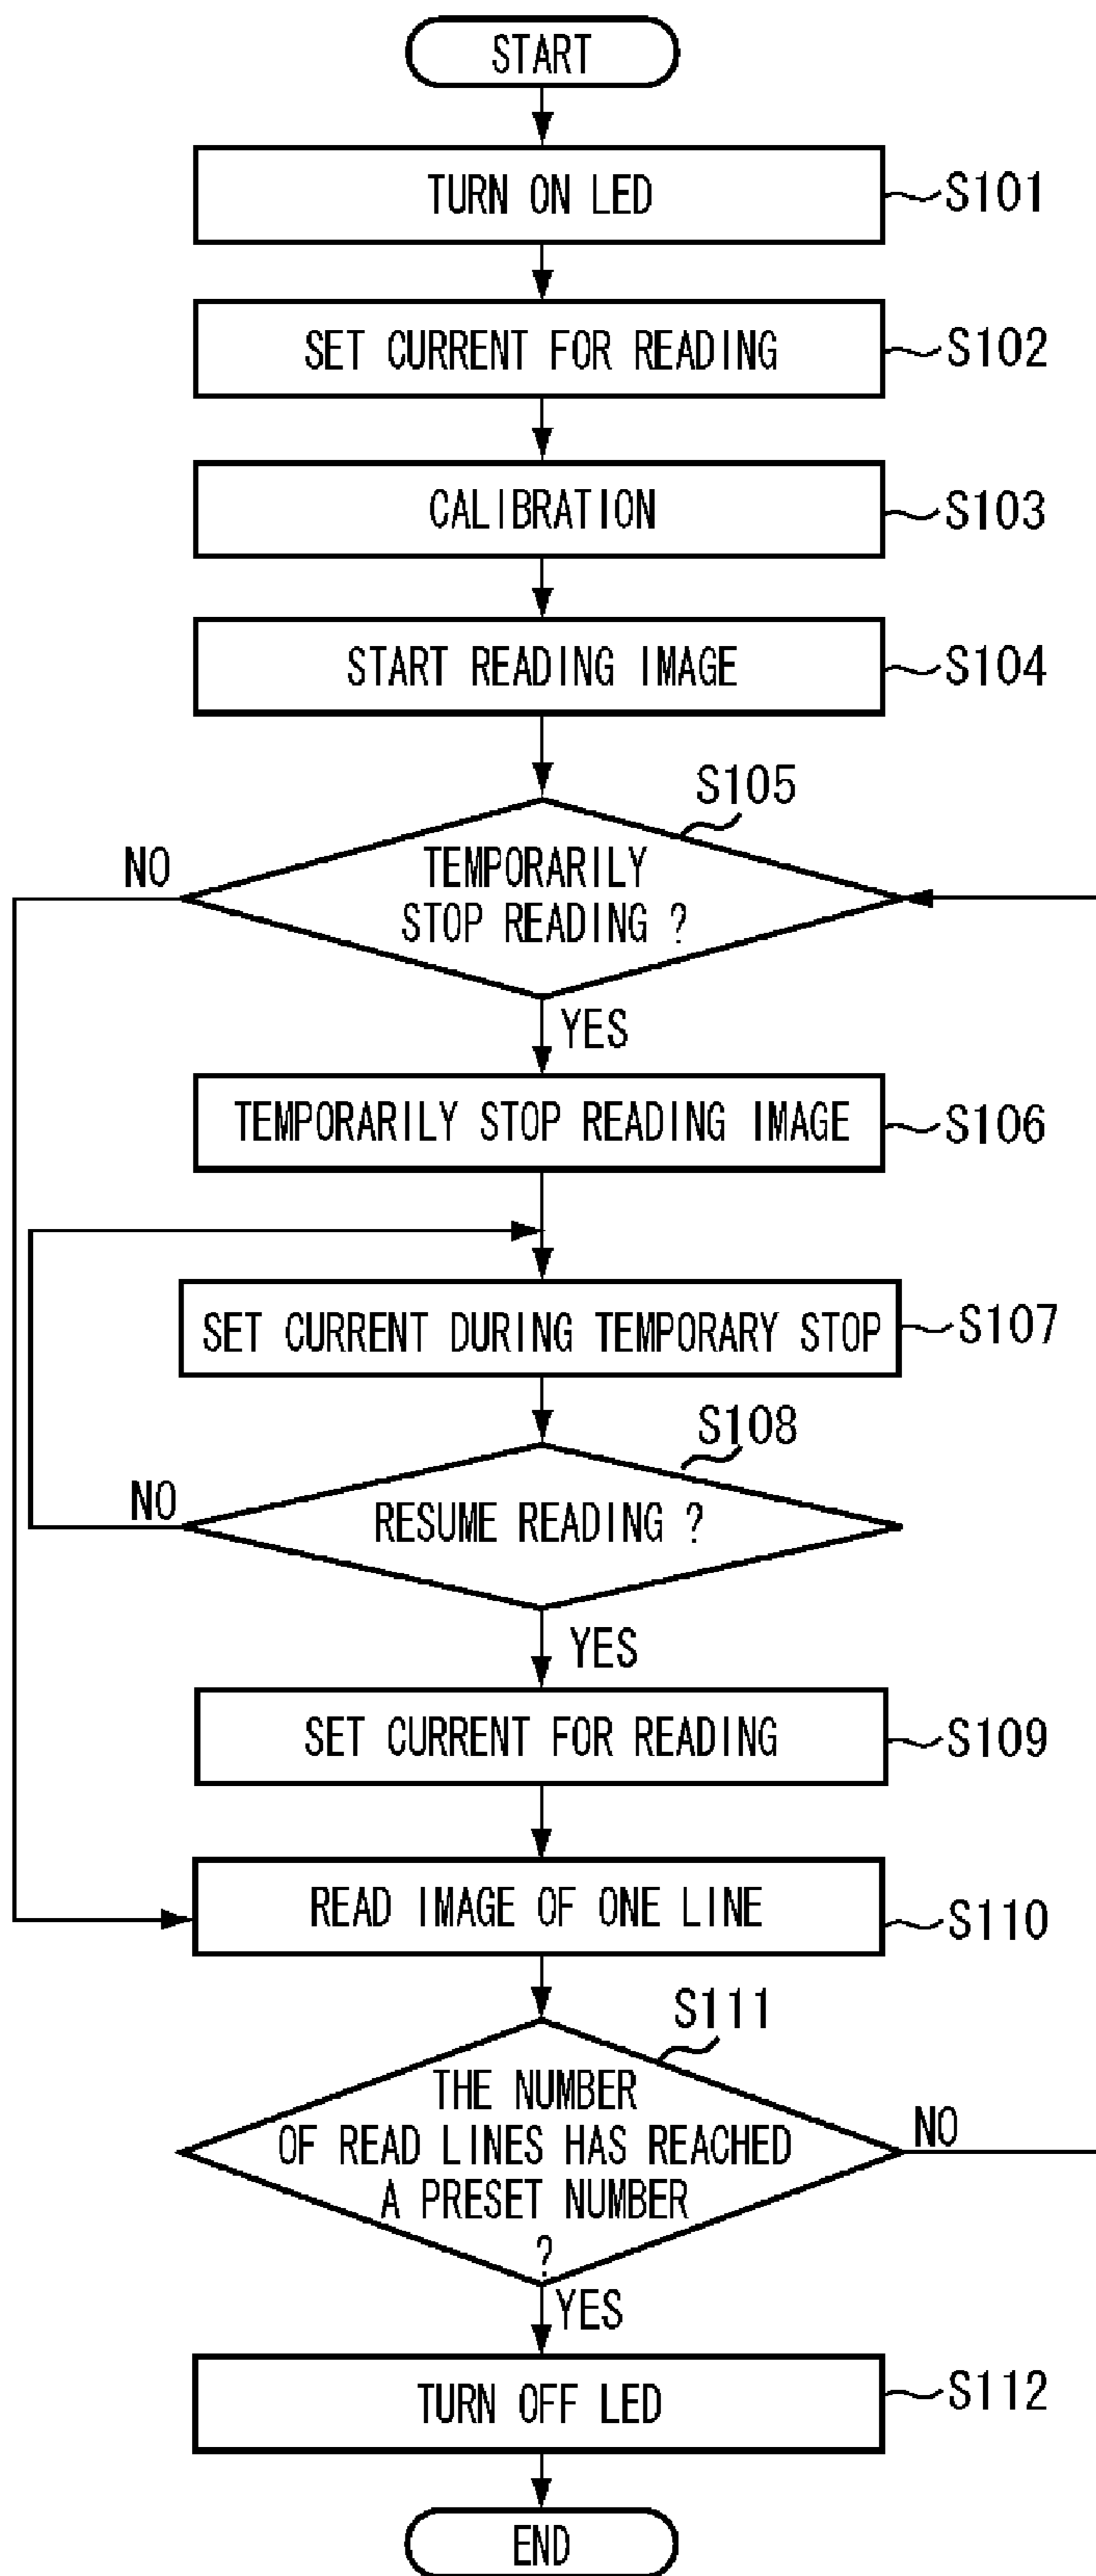 START
TURN ON LED
S101
SET CURRENT FOR READING
S102
CALIBRATION
S103
START READING IMAGE
S104
S105
NO
TEMPORARILY
STOP READING ?
YES
TEMPORARILY STOP READING IMAGE
S106
SET CURRENT DURING TEMPORARY STOP
S107
S108
NO
RESUME READING ?
YES
SET CURRENT FOR READING
S109
READ IMAGE OF ONE LINE
S110
S111
THE NUMBER
OF READ LINES HAS REACHED
A PRESET NUMBER
?
NO
YES
TURN OFF LED
S112
END